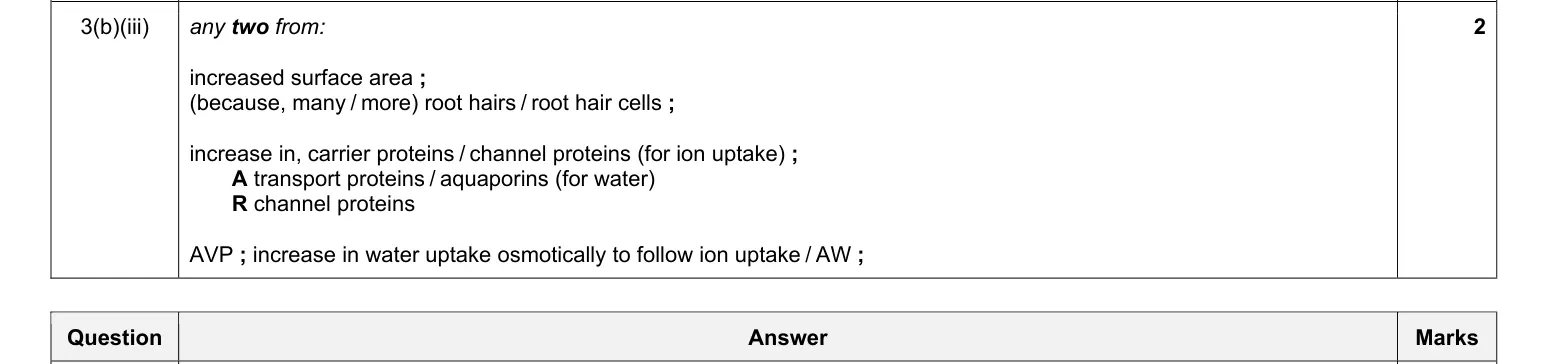 3(b)(iii) any two from: 2
increased surface area ;
(because, many / more) root hairs / root hair cells ;
increase in, carrier proteins / channel proteins (for ion uptake) ;
A transport proteins / aquaporins (for water)
R channel proteins
AVP ; increase in water uptake osmotically to follow ion uptake / AW ;
Question Answer Marks